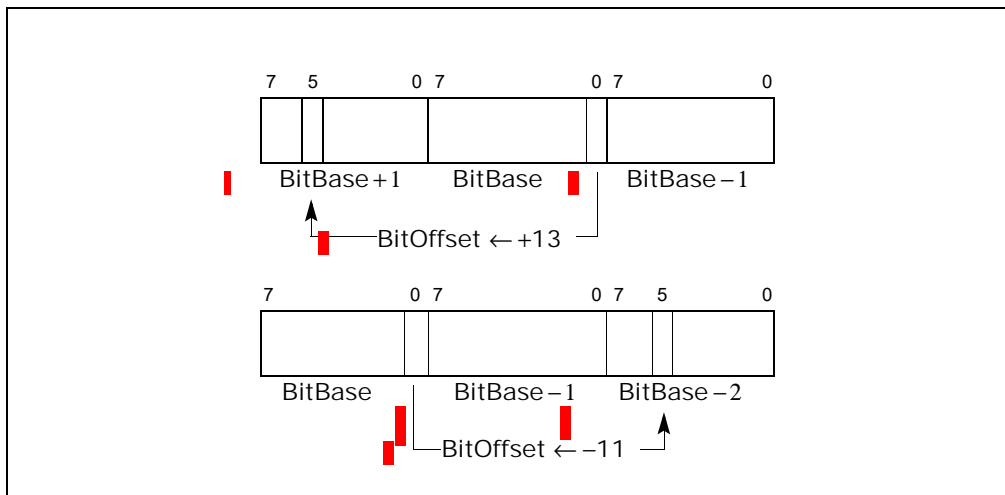 7 5 0 7 0 7 0
BitBase+1 BitBase BitBase−1
BitOffset ← +13
7 0 7 0 7 5 0
BitBase BitBase−1 BitBase−2
BitOffset ← −11